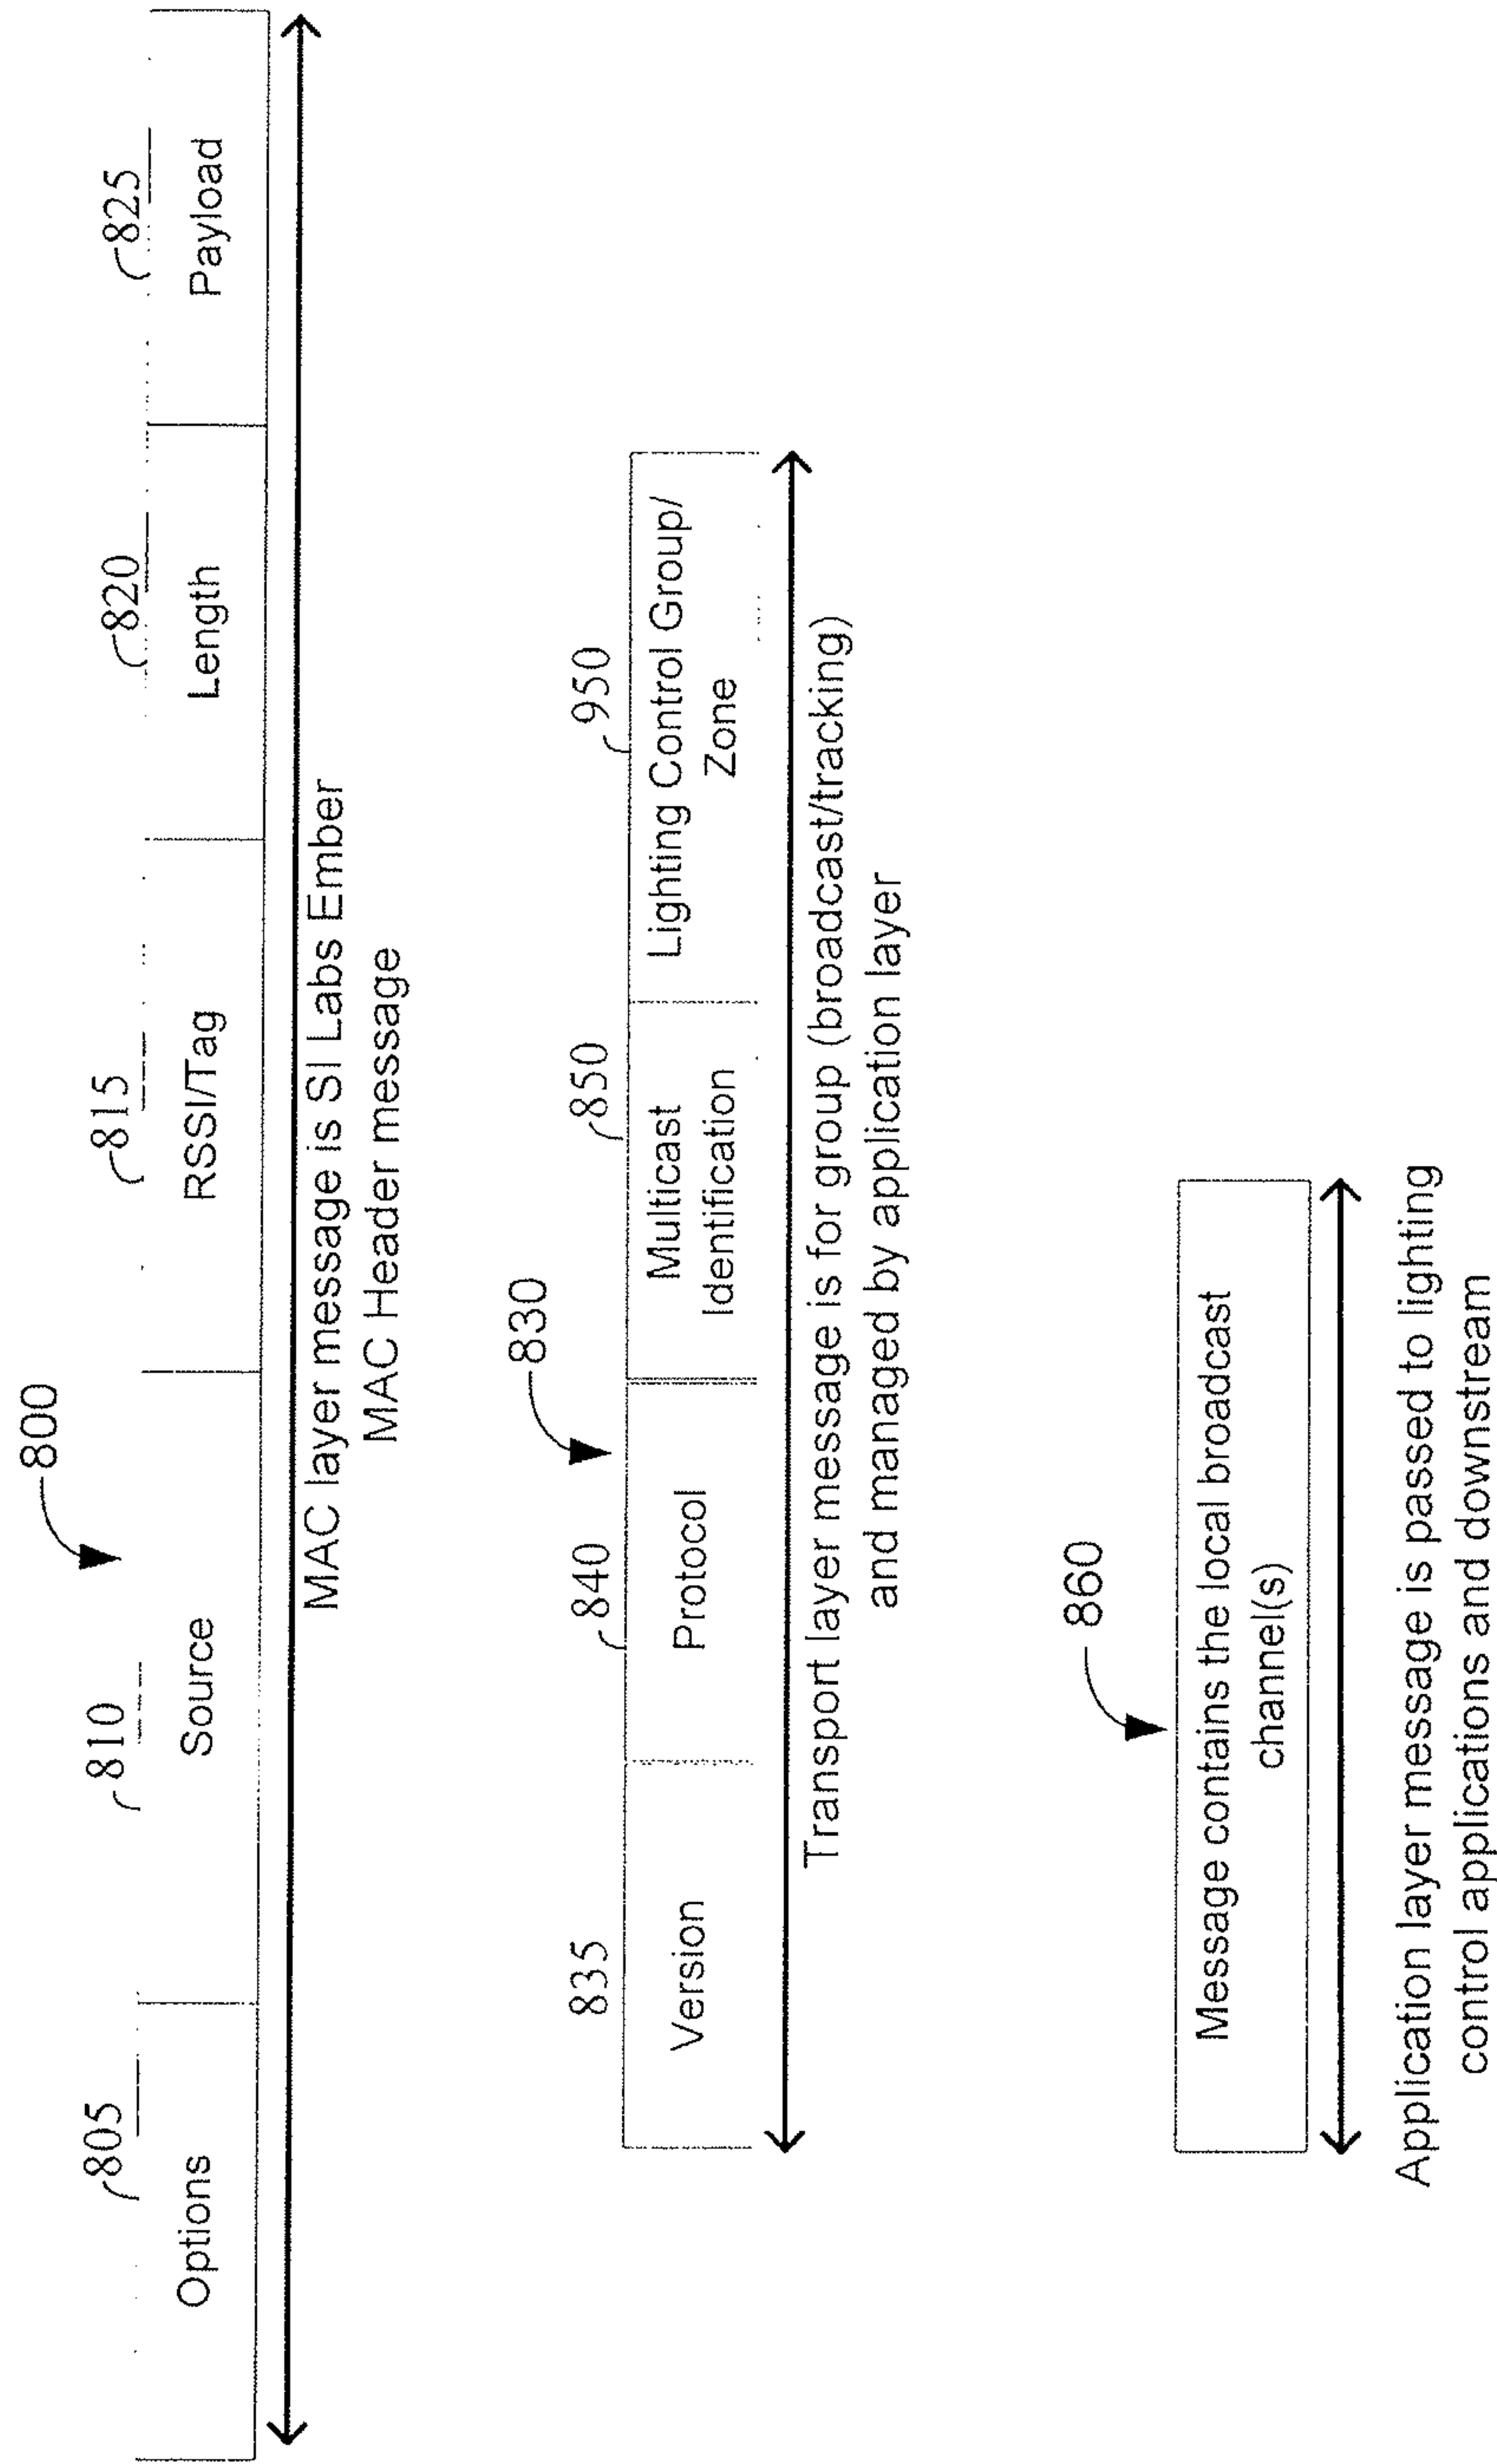 800
805
810
815
820
825
Options
Source
RSSI/Tag
Length
Payload
MAC layer message is SI Labs Ember
MAC Header message
830
835
840
850
950
Version
Protocol
Multicast
Identification
Lighting Control Group/
Zone
Transport layer message is for group (broadcast/tracking)
and managed by application layer
860
Message contains the local broadcast
channel(s)
Application layer message is passed to lighting
control applications and downstream